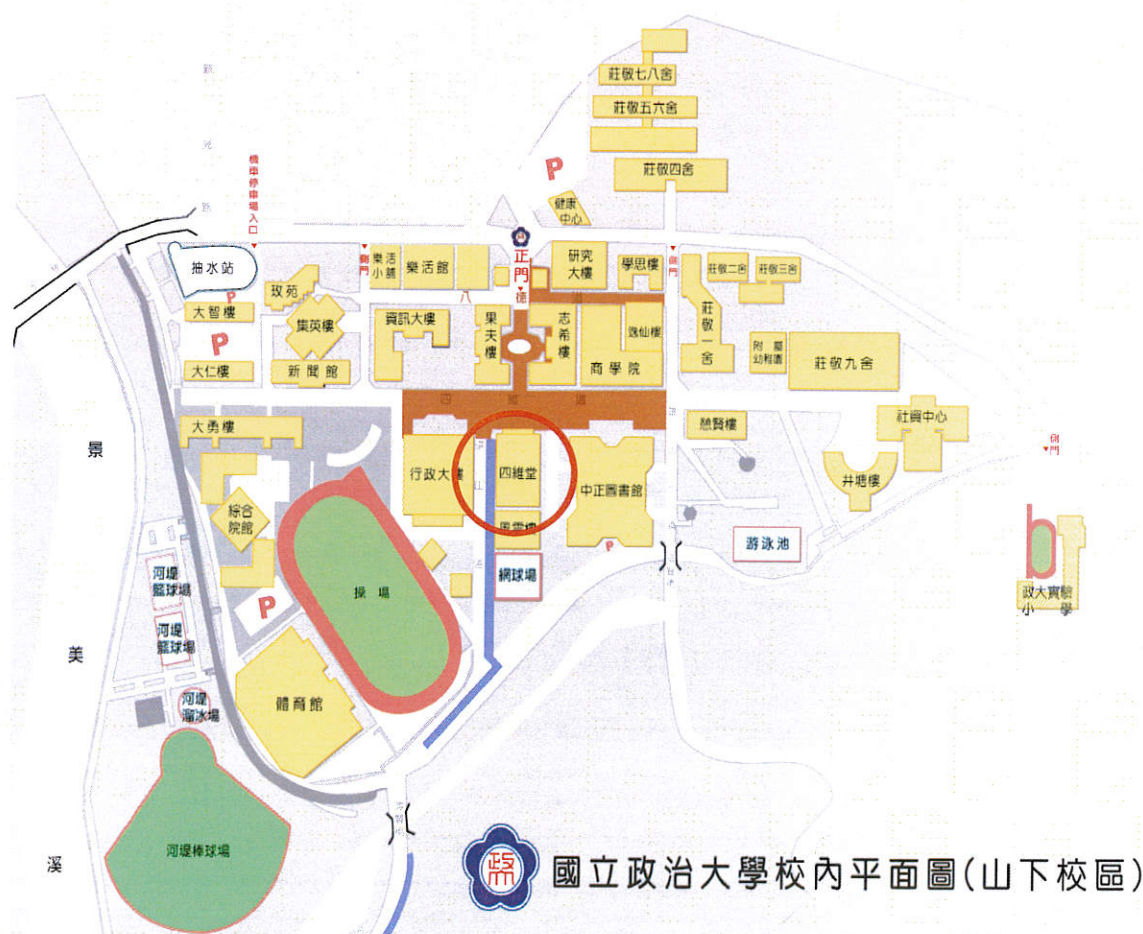 莊敬七八舍
莊敬五六舍
莊敬四舍
P
健康
中心
機車停車場入口
正門
研究
大樓
學思樓
側門
側門
樂活
小舖
樂活館
莊敬二舍
莊敬三舍
抽水站
P
玫苑
大智樓
集英樓
資訊大樓
果夫樓
八
德
道
志希樓
逸仙樓
商學院
莊敬一舍
附屬
幼稚園
莊敬九舍
P
大仁樓
新聞館
四
維
道
大勇樓
憩賢樓
社資中心
側門
井塘樓
景
美
溪
行政大樓
四維堂
中正圖書館
綜合
院館
風雩樓
P
網球場
游泳池
河堤
籃球場
河堤
籃球場
P
操場
政大實驗
小學
體育館
河堤
溜冰場
河堤棒球場
政大
國立政治大學校內平面圖(山下校區)